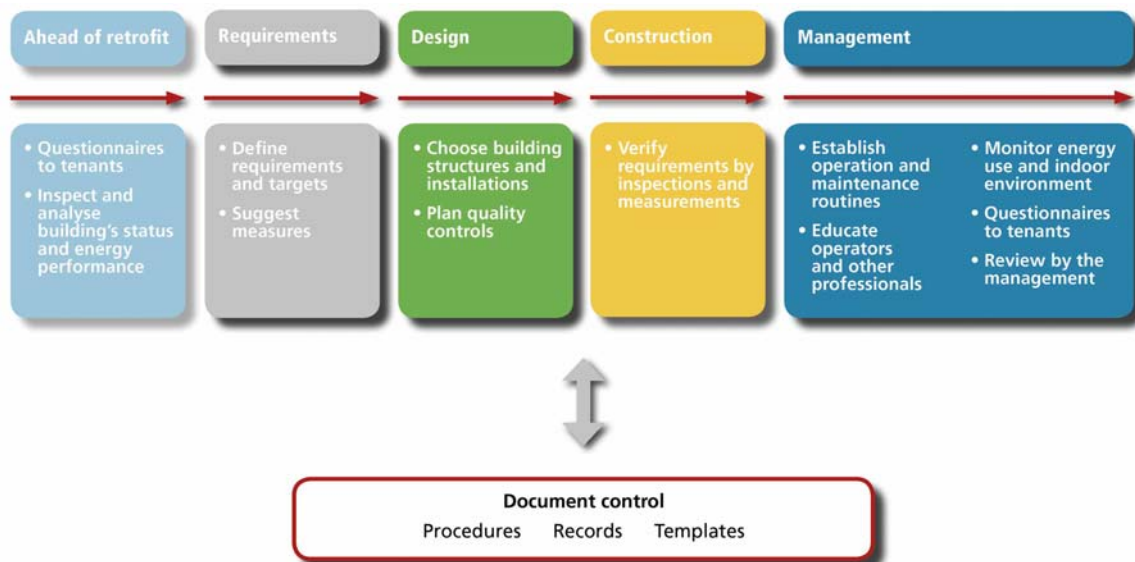 Ahead of retrofit
Requirements
Design
Construction
Management
• Questionnaires
to tenants
• Inspect and
analyse
building's status
and energy
performance
• Define
requirements
and targets
• Suggest
measures
• Choose building
structures and
installations
• Plan quality
controls
• Verify
requirements by
inspections and
measurements
• Establish
operation and
maintenance
routines
• Educate
operators
and other
professionals
• Monitor energy
use and indoor
environment
• Questionnaires
to tenants
• Review by the
management
Document control
Procedures Records Templates